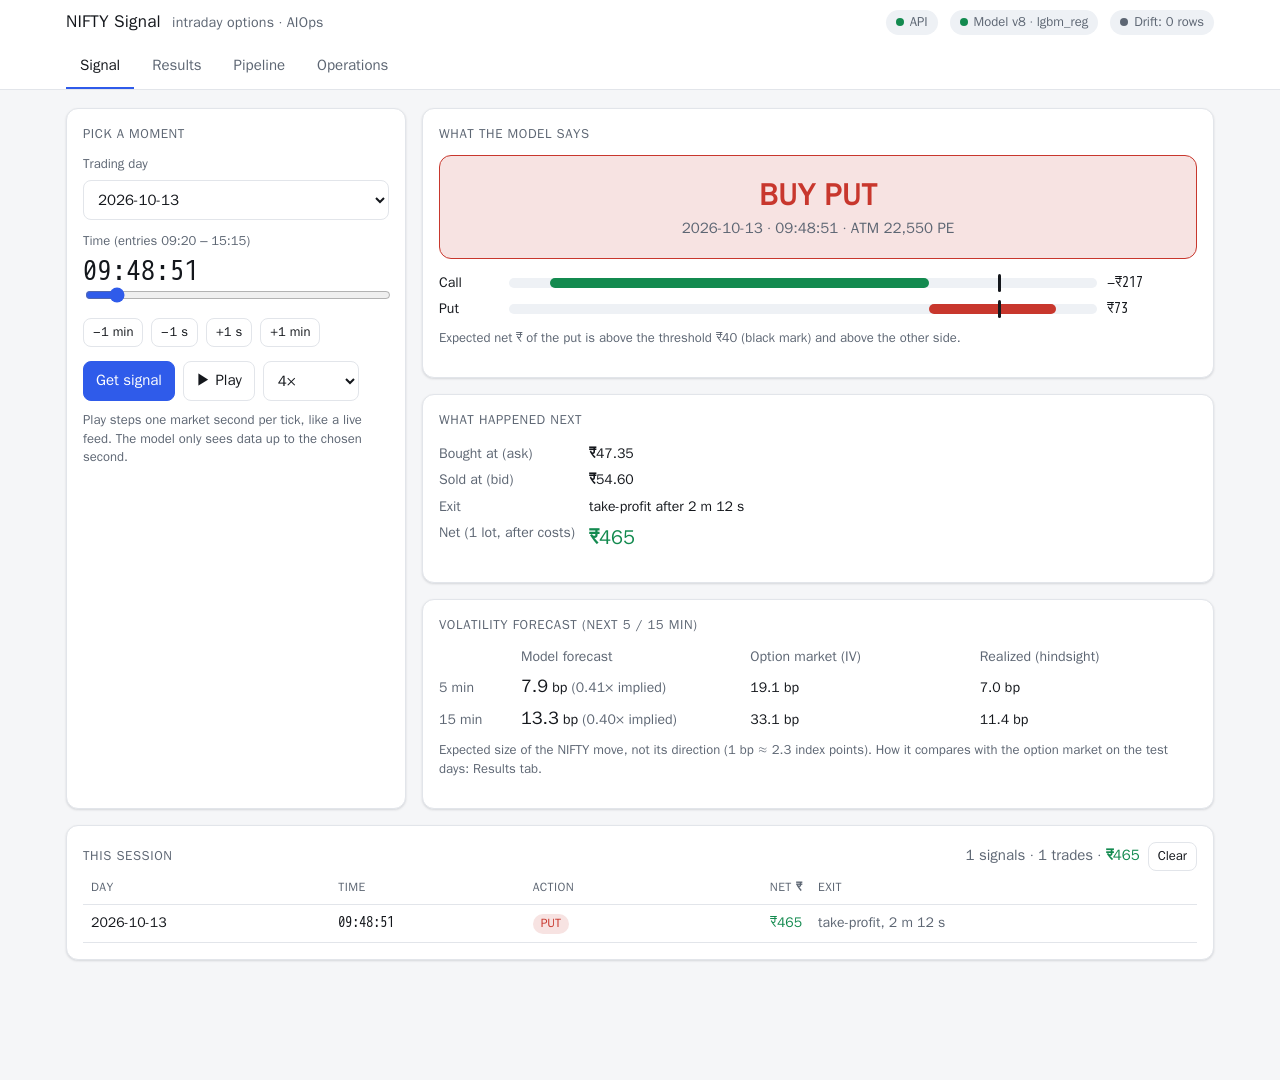 NIFTY Signal intraday options · AIOps
API
Model v8 · lgbm_reg
Drift: 0 rows
Signal Results Pipeline Operations
PICK A MOMENT
Trading day
2026-10-13
Time (entries 09:20 – 15:15)
09:48:51
−1 min −1 s +1 s +1 min
Get signal ▶ Play 4×
Play steps one market second per tick, like a live
feed. The model only sees data up to the chosen
second.
WHAT THE MODEL SAYS
BUY PUT
2026-10-13 · 09:48:51 · ATM 22,550 PE
Call −₹217
Put ₹73
Expected net ₹ of the put is above the threshold ₹40 (black mark) and above the other side.
WHAT HAPPENED NEXT
Bought at (ask) ₹47.35
Sold at (bid) ₹54.60
Exit take-profit after 2 m 12 s
Net (1 lot, after costs) ₹465
VOLATILITY FORECAST (NEXT 5 / 15 MIN)
Model forecast Option market (IV) Realized (hindsight)
5 min 7.9 bp (0.41× implied) 19.1 bp 7.0 bp
15 min 13.3 bp (0.40× implied) 33.1 bp 11.4 bp
Expected size of the NIFTY move, not its direction (1 bp ≈ 2.3 index points). How it compares with the option market on the test
days: Results tab.
THIS SESSION 1 signals · 1 trades · ₹465 Clear
DAY TIME ACTION NET ₹ EXIT
2026-10-13 09:48:51 PUT ₹465 take-profit, 2 m 12 s